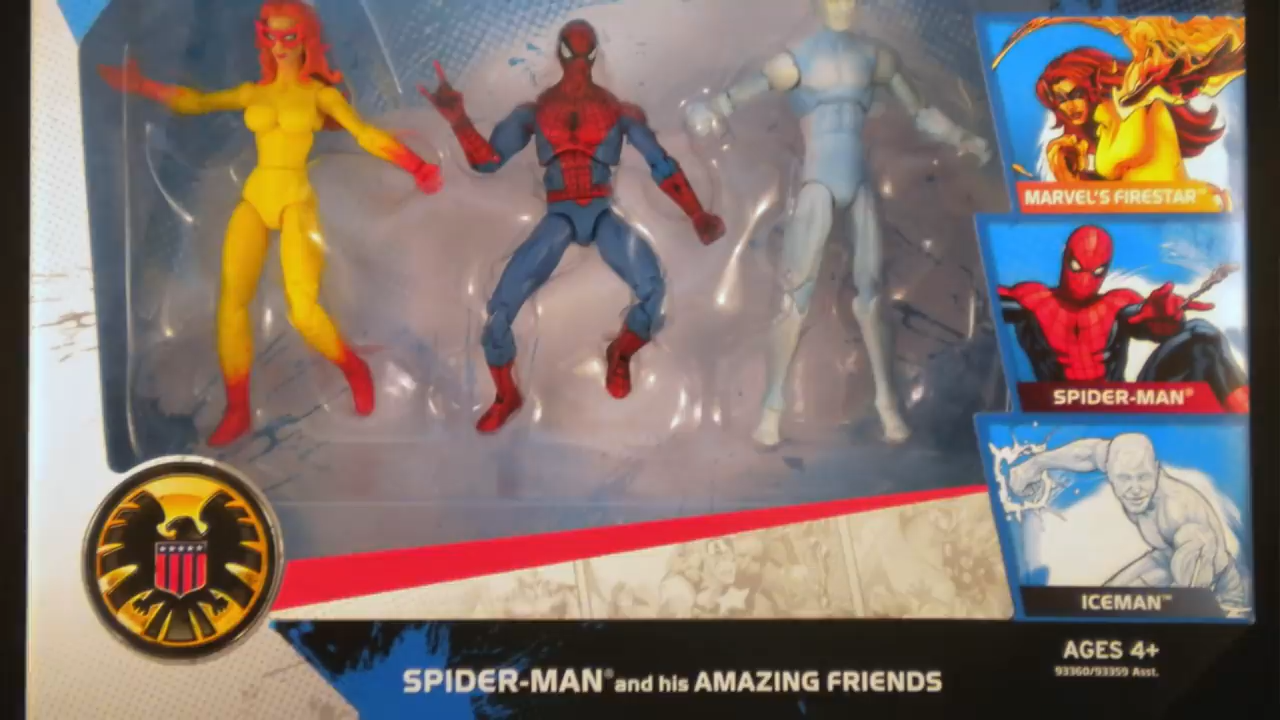 MARVEL'S FIRESTAR™
SPIDER-MAN®
ICEMAN™
AGES 4+
93360/93359 Asst.
SPIDER-MAN® and his AMAZING FRIENDS